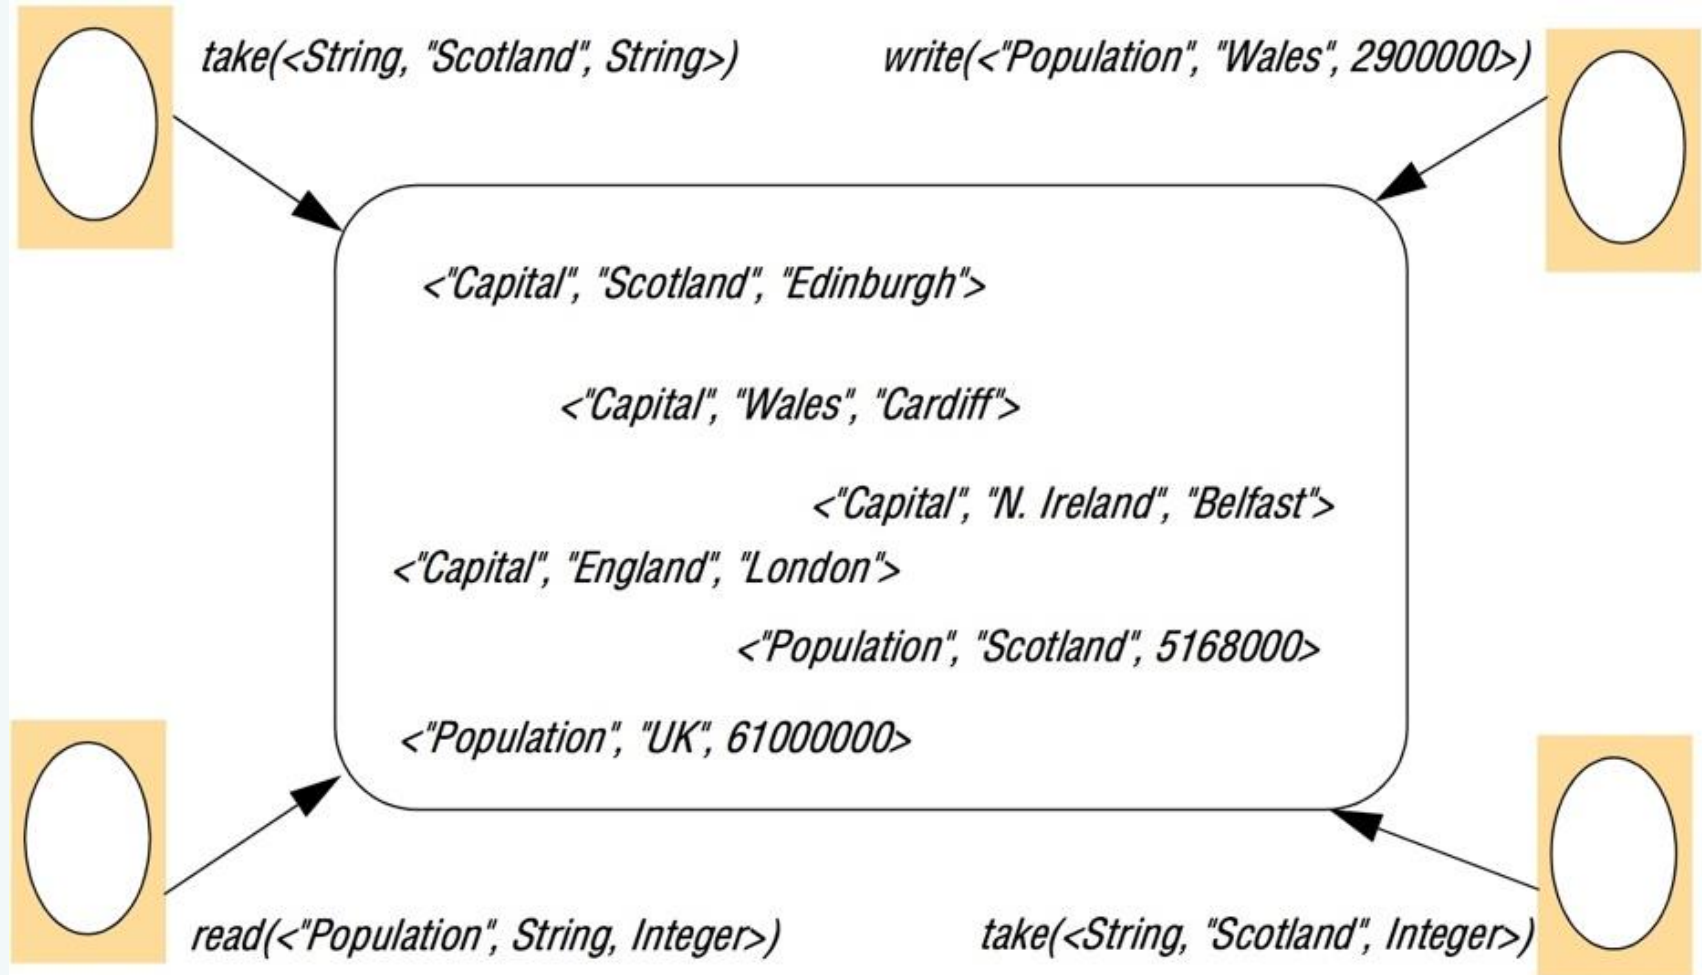 take(<String, "Scotland", String>)
write(<"Population", "Wales", 2900000>)
<"Capital", "Scotland", "Edinburgh">
<"Capital", "Wales", "Cardiff">
<"Capital", "N. Ireland", "Belfast">
<"Capital", "England", "London">
<"Population", "Scotland", 5168000>
<"Population", "UK", 61000000>
read(<"Population", String, Integer>)
take(<String, "Scotland", Integer>)